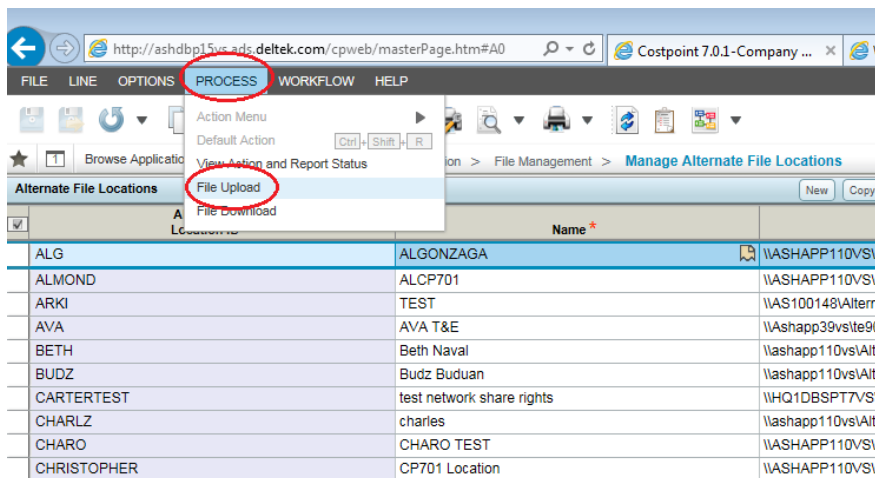 http://ashdbp15vs.ads.deltek.com/cpweb/masterPage.htm#A0
Costpoint 7.0.1-Company ...
FILE LINE OPTIONS PROCESS WORKFLOW HELP
Action Menu
Default Action Ctrl + Shift + R
View Action and Report Status
File Upload
File Download
1 Browse Applicatio ion > File Management > Manage Alternate File Locations
Alternate File Locations New Copy
Name *
ALG ALGONZAGA \\ASHAPP110VS\
ALMOND ALCP701 \\ASHAPP110VS\
ARKI TEST \\AS100148\Altern
AVA AVA T&E \\Ashapp39vs\te90
BETH Beth Naval \\ashapp110vs\Alt
BUDZ Budz Buduan \\ashapp110vs\Alt
CARTERTEST test network share rights \\HQ1DBSPT7VS\
CHARLZ charles \\ashapp110vs\Alt
CHARO CHARO TEST \\ASHAPP110VS\
CHRISTOPHER CP701 Location \\ASHAPP110VS\